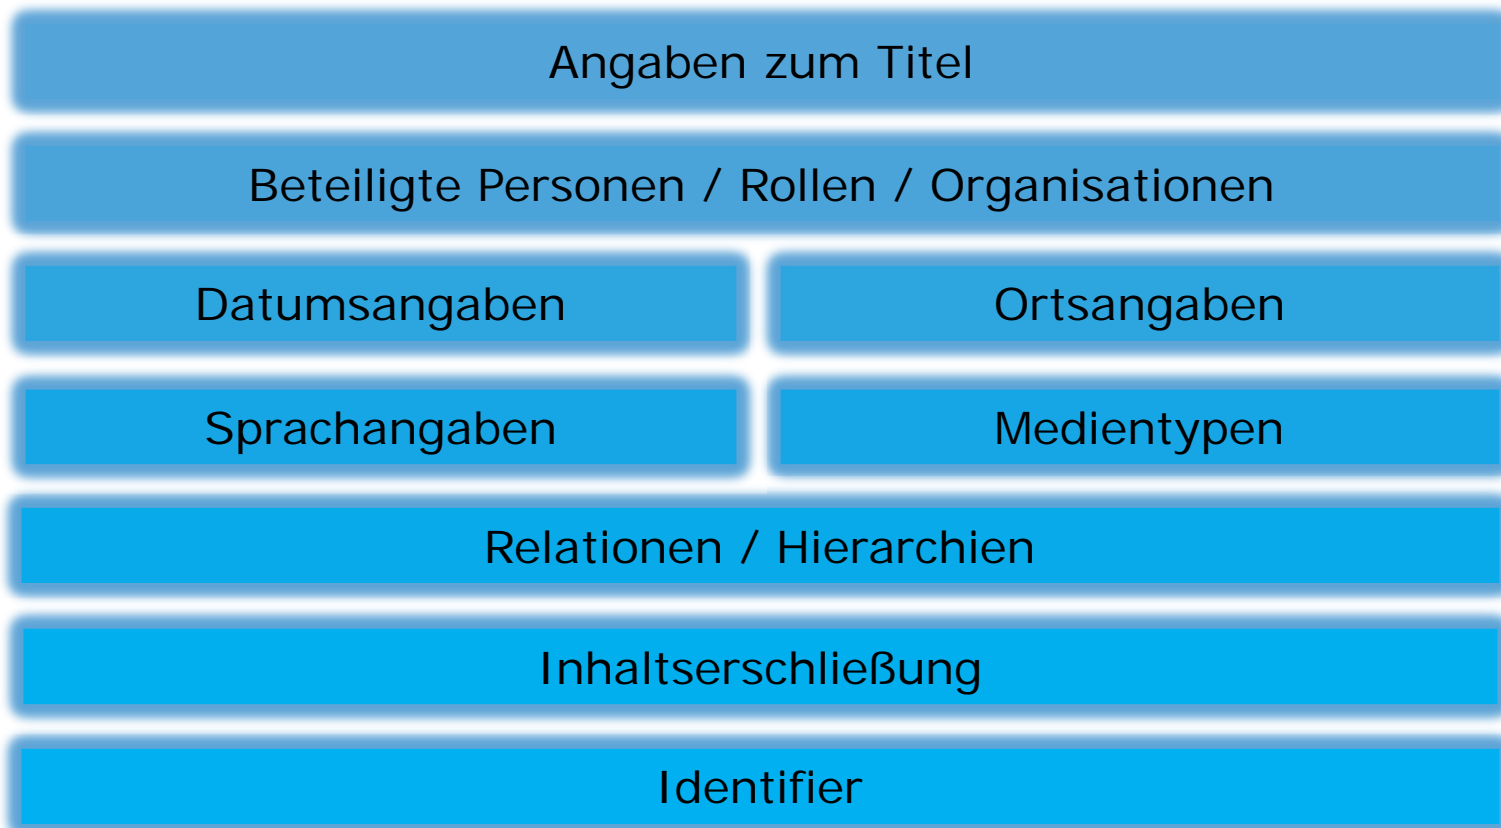 Angaben zum Titel
Beteiligte Personen / Rollen / Organisationen
Datumsangaben
Ortsangaben
Sprachangaben
Medientypen
Relationen / Hierarchien
Inhaltserschließung
Identifier